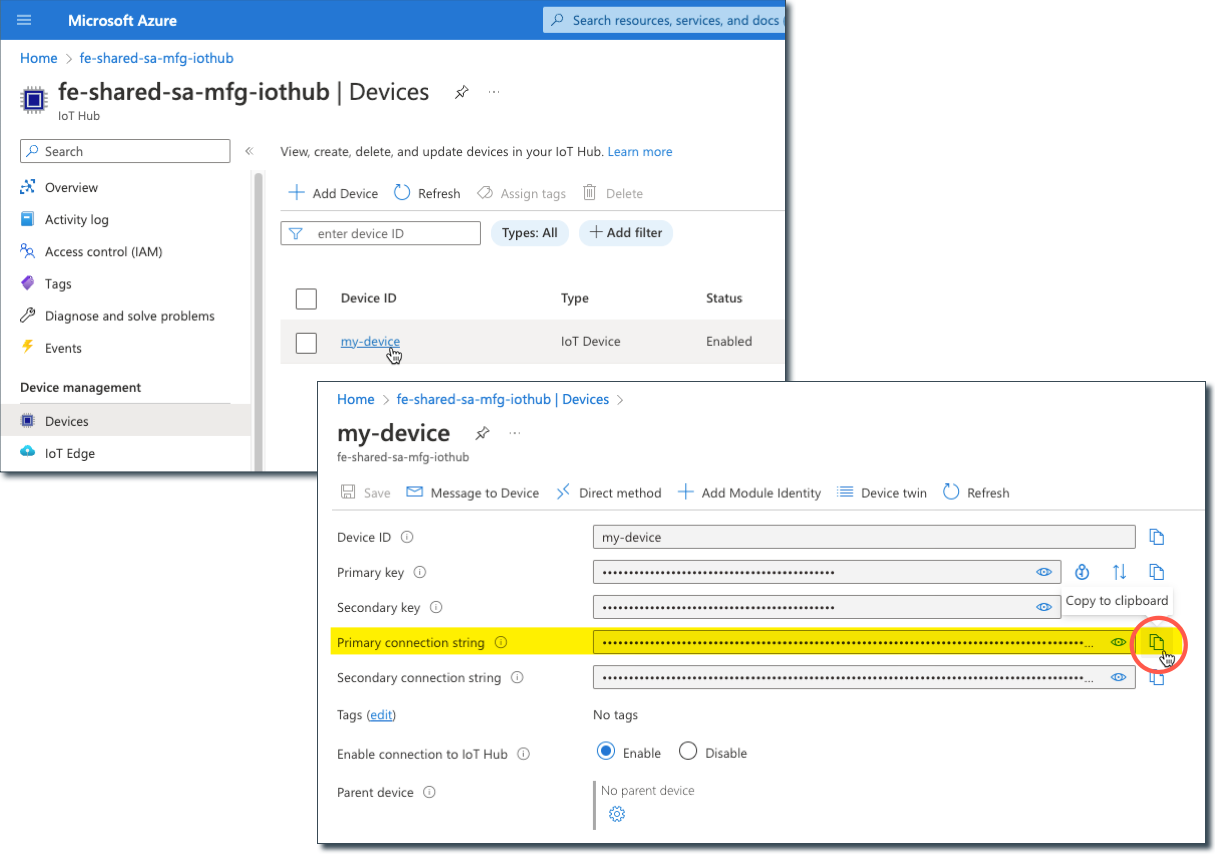 Microsoft Azure
Search resources, services, and docs
Home > fe-shared-sa-mfg-iothub
fe-shared-sa-mfg-iothub | Devices
IoT Hub
Search
«
Overview
Activity log
Access control (IAM)
Tags
Diagnose and solve problems
Events
Device management
Devices
IoT Edge
View, create, delete, and update devices in your IoT Hub. Learn more
Add Device Refresh Assign tags Delete
enter device ID Types: All Add filter
Device ID Type Status
my-device IoT Device Enabled
Home > fe-shared-sa-mfg-iothub | Devices >
my-device
fe-shared-sa-mfg-iothub
Save Message to Device Direct method Add Module Identity Device twin Refresh
Device ID my-device
Primary key
Copy to clipboard
Secondary key
Primary connection string
Secondary connection string
Tags (edit) No tags
Enable connection to IoT Hub Enable Disable
Parent device No parent device